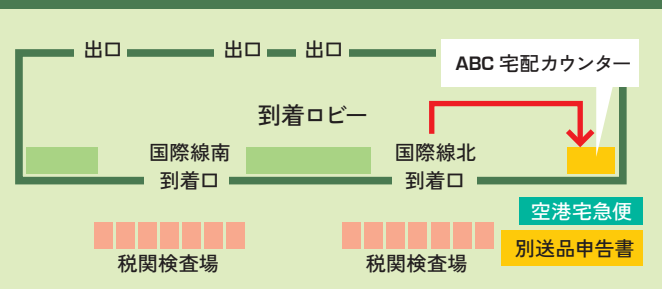 出口
出口
出口
ABC 宅配カウンター
到着ロビー
国際線南
到着口
国際線北
到着口
空港宅急便
別送品申告書
税関検査場
税関検査場